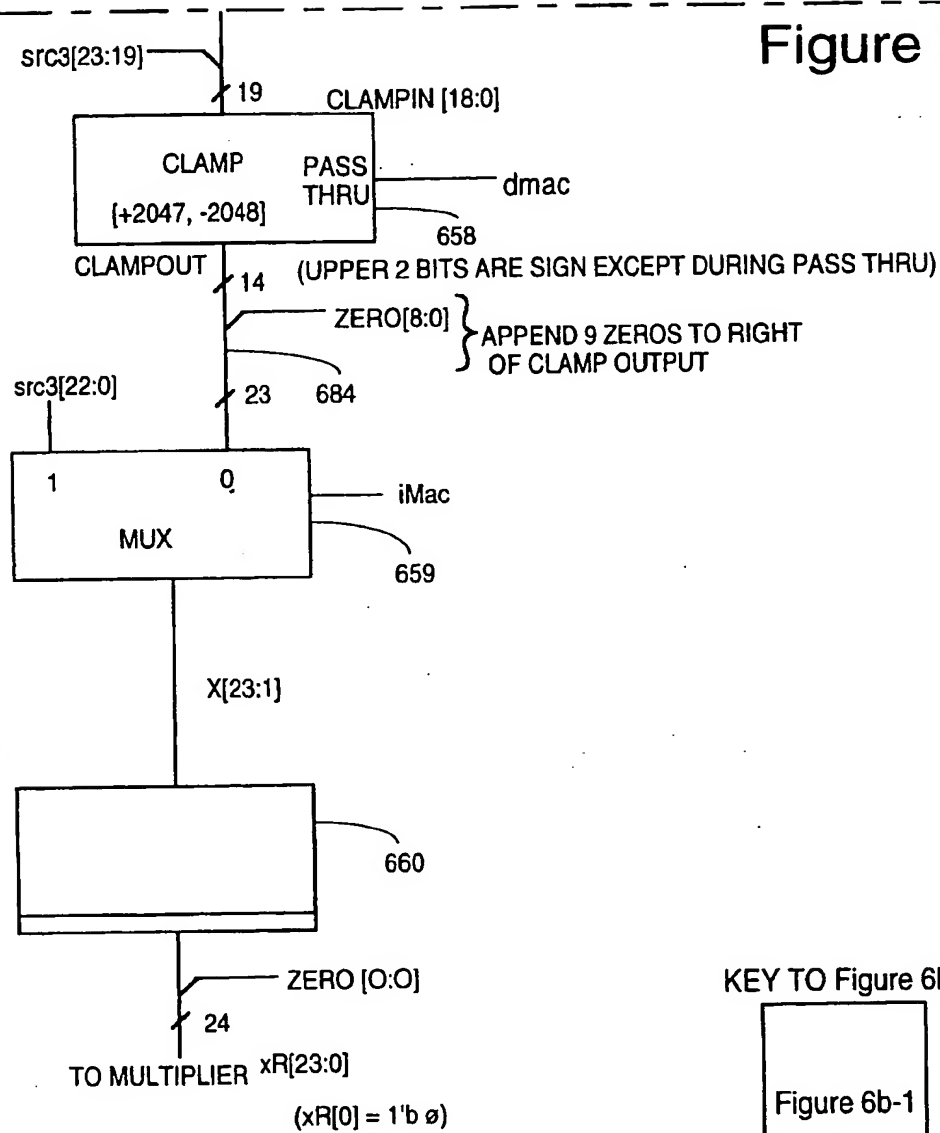 Figure
src3[23:19]
19
CLAMPIN [18:0]
CLAMP
PASS
THRU
dmac
[+2047, -2048]
658
CLAMPOUT
14
(UPPER 2 BITS ARE SIGN EXCEPT DURING PASS THRU)
ZERO[8:0]
APPEND 9 ZEROS TO RIGHT
OF CLAMP OUTPUT
src3[22:0]
23
684
1
0
iMac
MUX
659
X[23:1]
660
ZERO [O:O]
24
TO MULTIPLIER xR[23:0]
(xR[0] = 1'b ø)
KEY TO Figure 6
Figure 6b-1